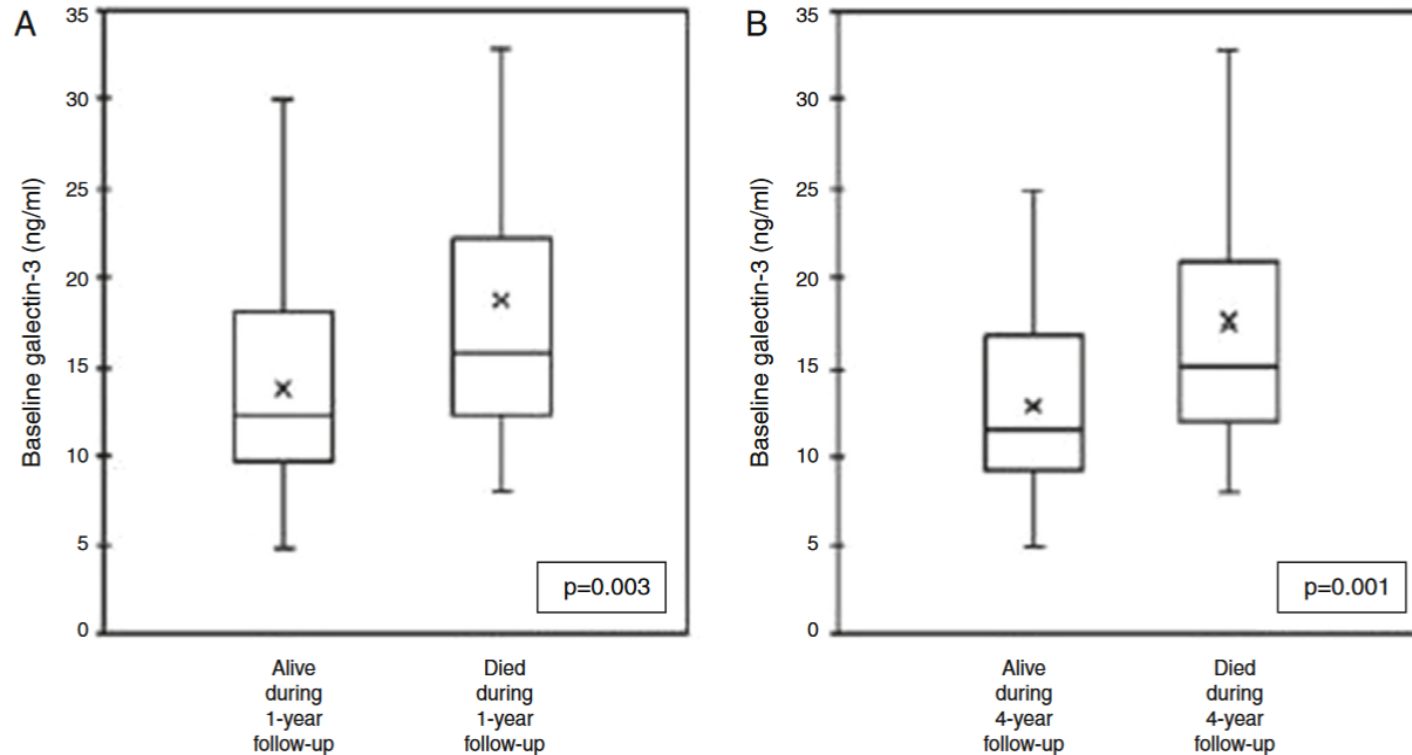 A
Baseline galectin-3 (ng/ml)
35
30
25
20
15
10
5
0
p=0.003
Alive
during
1-year
follow-up
Died
during
1-year
follow-up
B
Baseline galectin-3 (ng/ml)
35
30
25
20
15
10
5
0
p=0.001
Alive
during
4-year
follow-up
Died
during
4-year
follow-up